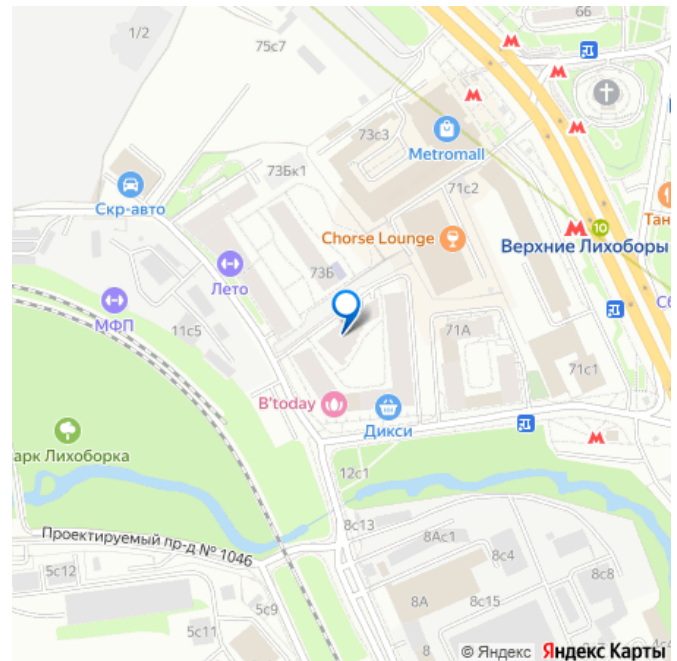 66
1/2
75с7
73с3
Metromall
73Бк1
71с2
Скр-авто
Тан
10
Chorse Lounge
Верхние Лихоборы
73Б
Лето
Сб
МФП
11с5
71А
71с1
B'today
Дикси
арк Лихоборка
12с1
8с13
Проектируемый пр-д № 1046
8Ас1
8с4
5с12
8с8
5с9
8А
8с15
5с11
8
© Яндекс Яндекс Карты